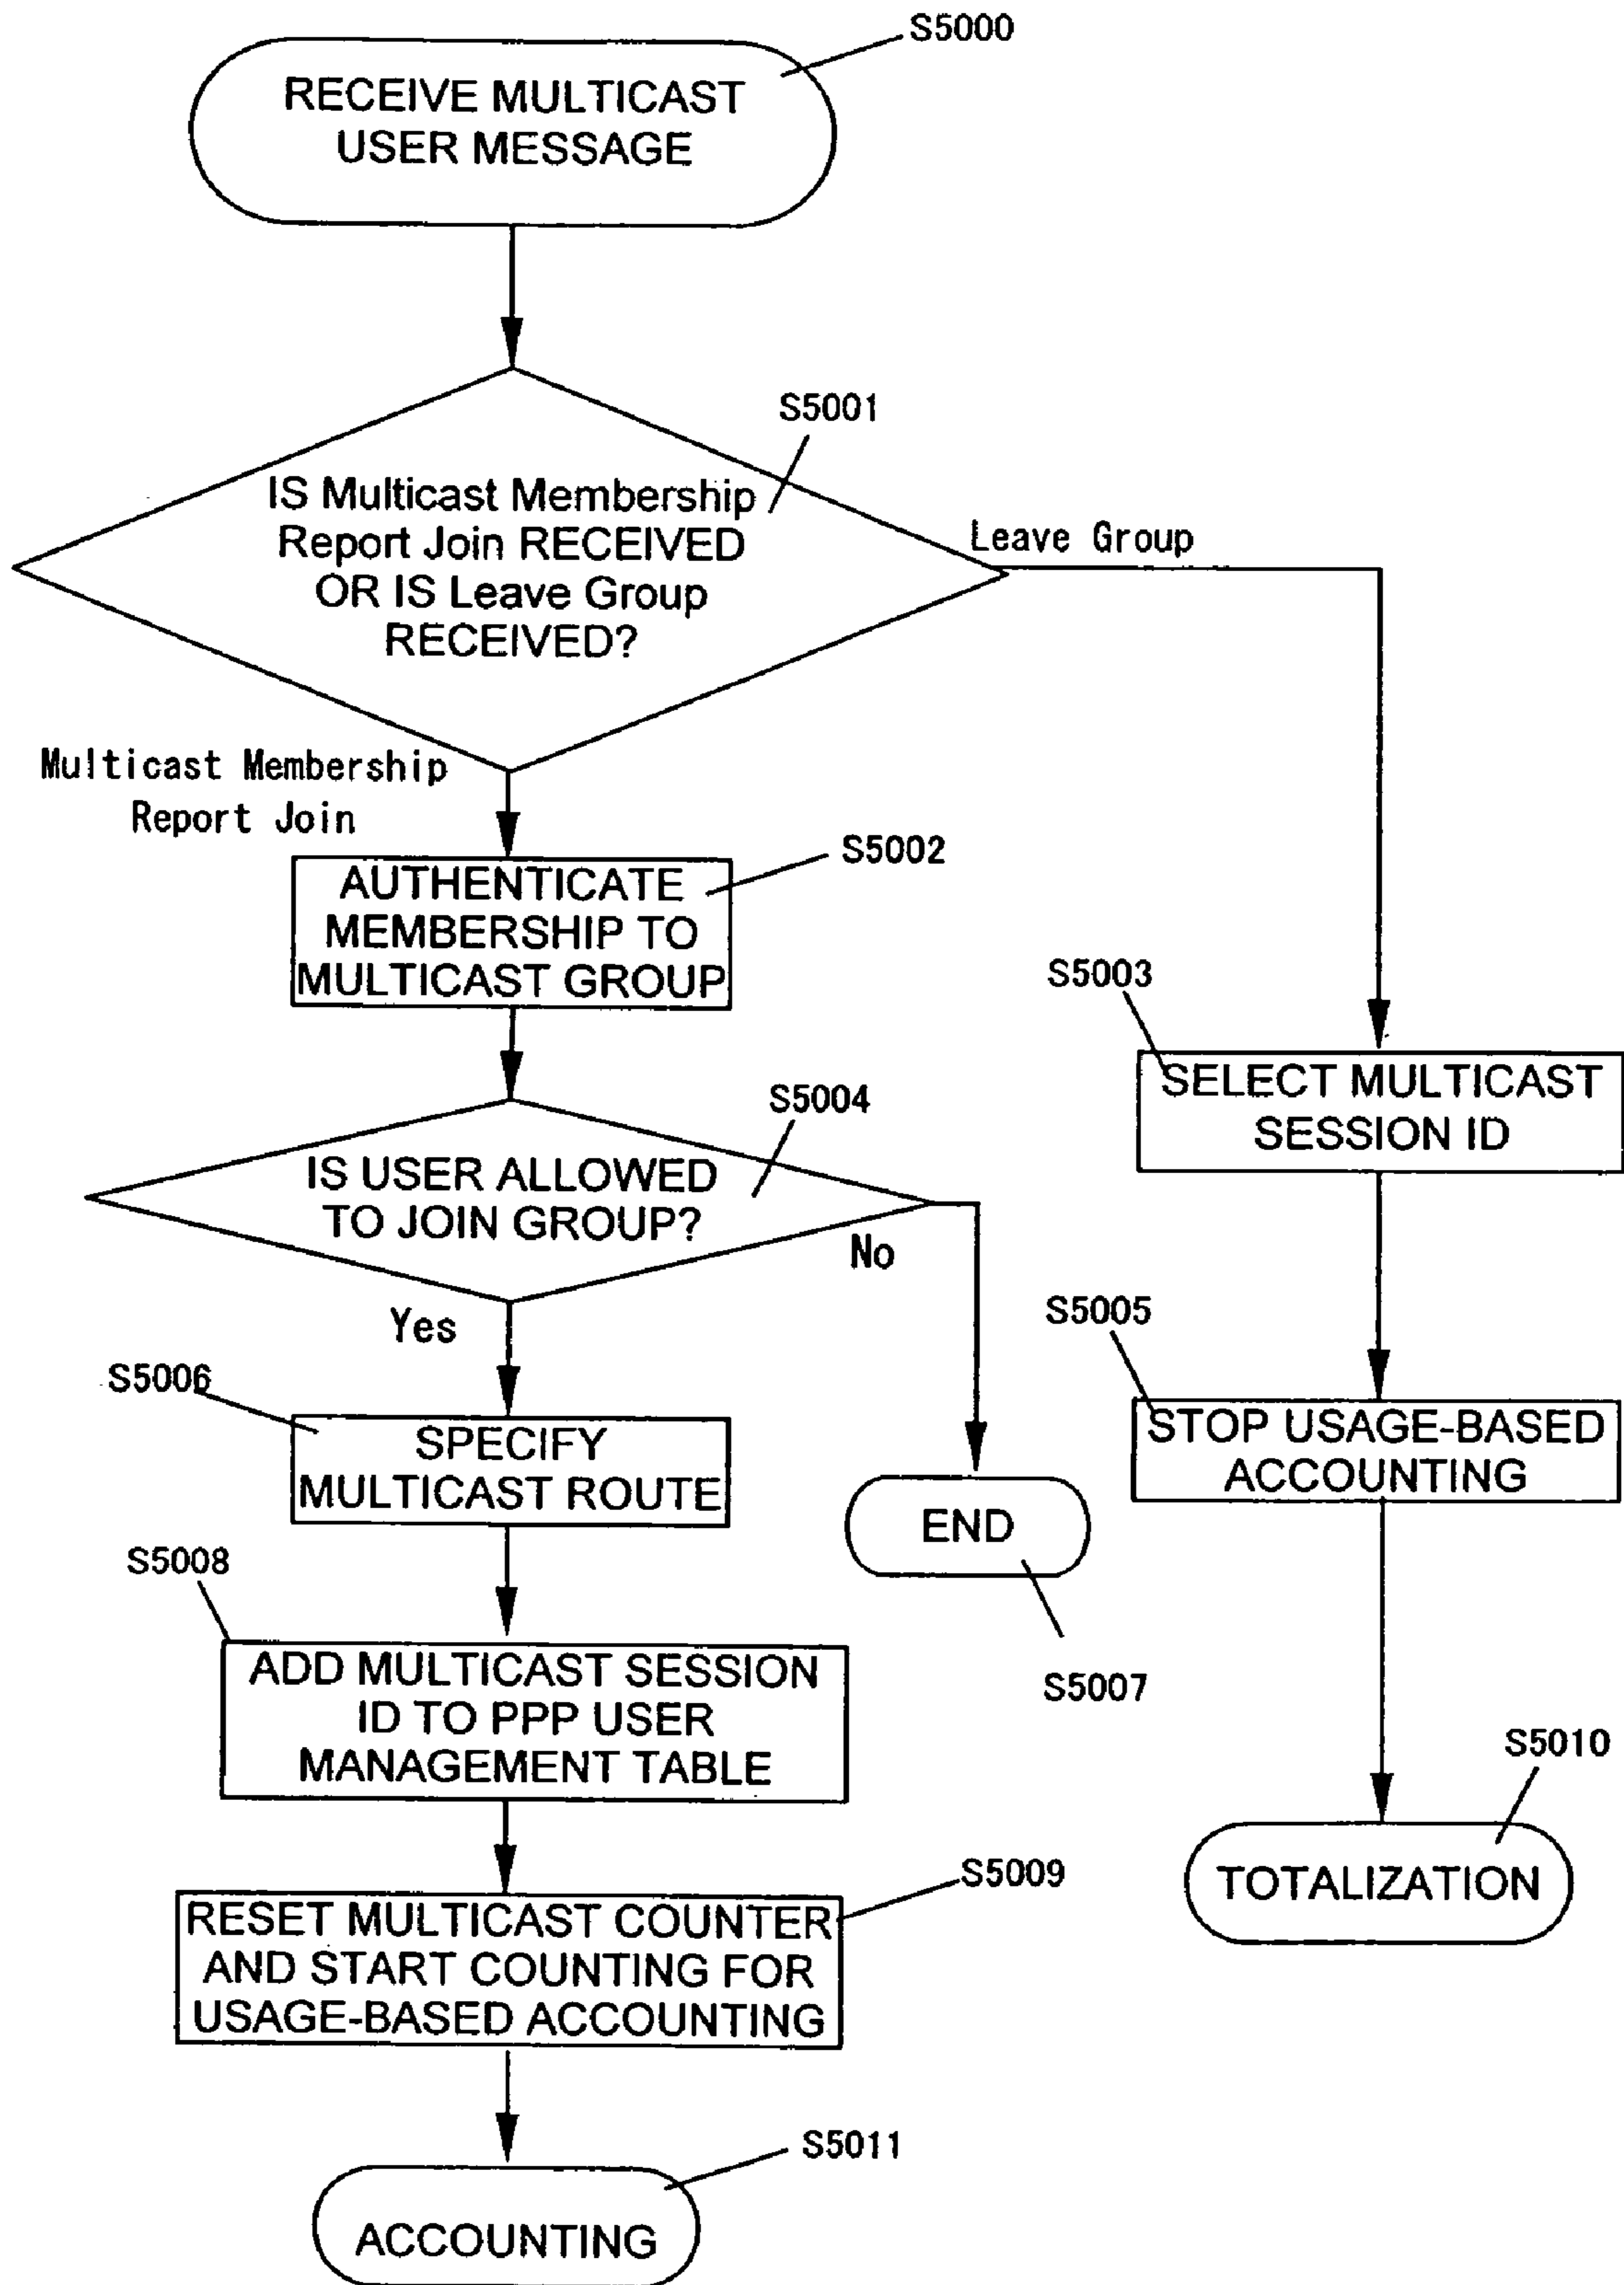 S5000
RECEIVE MULTICAST
USER MESSAGE
S5001
IS Multicast Membership
Report Join RECEIVED
OR IS Leave Group
RECEIVED?
Leave Group
Multicast Membership
Report Join
S5002
AUTHENTICATE
MEMBERSHIP TO
MULTICAST GROUP
S5003
SELECT MULTICAST
SESSION ID
S5004
IS USER ALLOWED
TO JOIN GROUP?
No
Yes
S5005
STOP USAGE-BASED
ACCOUNTING
S5006
SPECIFY
MULTICAST ROUTE
END
S5007
S5008
ADD MULTICAST SESSION
ID TO PPP USER
MANAGEMENT TABLE
S5010
TOTALIZATION
S5009
RESET MULTICAST COUNTER
AND START COUNTING FOR
USAGE-BASED ACCOUNTING
S5011
ACCOUNTING